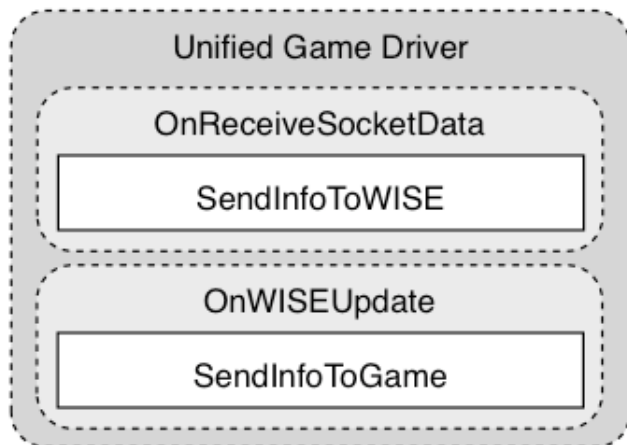 Unified Game Driver
OnReceiveSocketData
SendInfoToWISE
OnWISEUpdate
SendInfoToGame